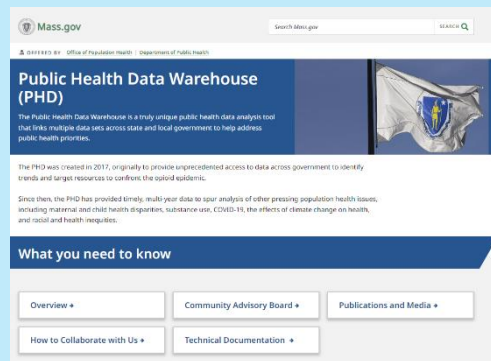 Mass.gov
Search Mass.gov
SEARCH
OFFERED BY Office of Population Health | Department of Public Health
Public Health Data Warehouse
(PHD)
The Public Health Data Warehouse is a truly unique public health data analysis tool
that links multiple data sets across state and local government to help address
public health priorities.
The PHD was created in 2017, originally to provide unprecedented access to data across government to identify
trends and target resources to confront the opioid epidemic.
Since then, the PHD has provided timely, multi-year data to spur analysis of other pressing population health issues,
including maternal and child health disparities, substance use, COVID-19, the effects of climate change on health,
and racial and health inequities.
What you need to know
Overview
Community Advisory Board
Publications and Media
How to Collaborate with Us
Technical Documentation